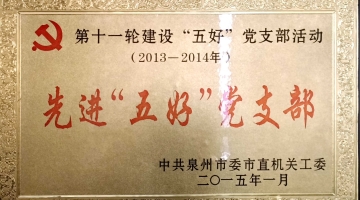 第十一轮建设“五好”党支部活动
(2013—2014年)
先进“五好”党支部
中共泉州市委市直机关工委
二〇一五年一月